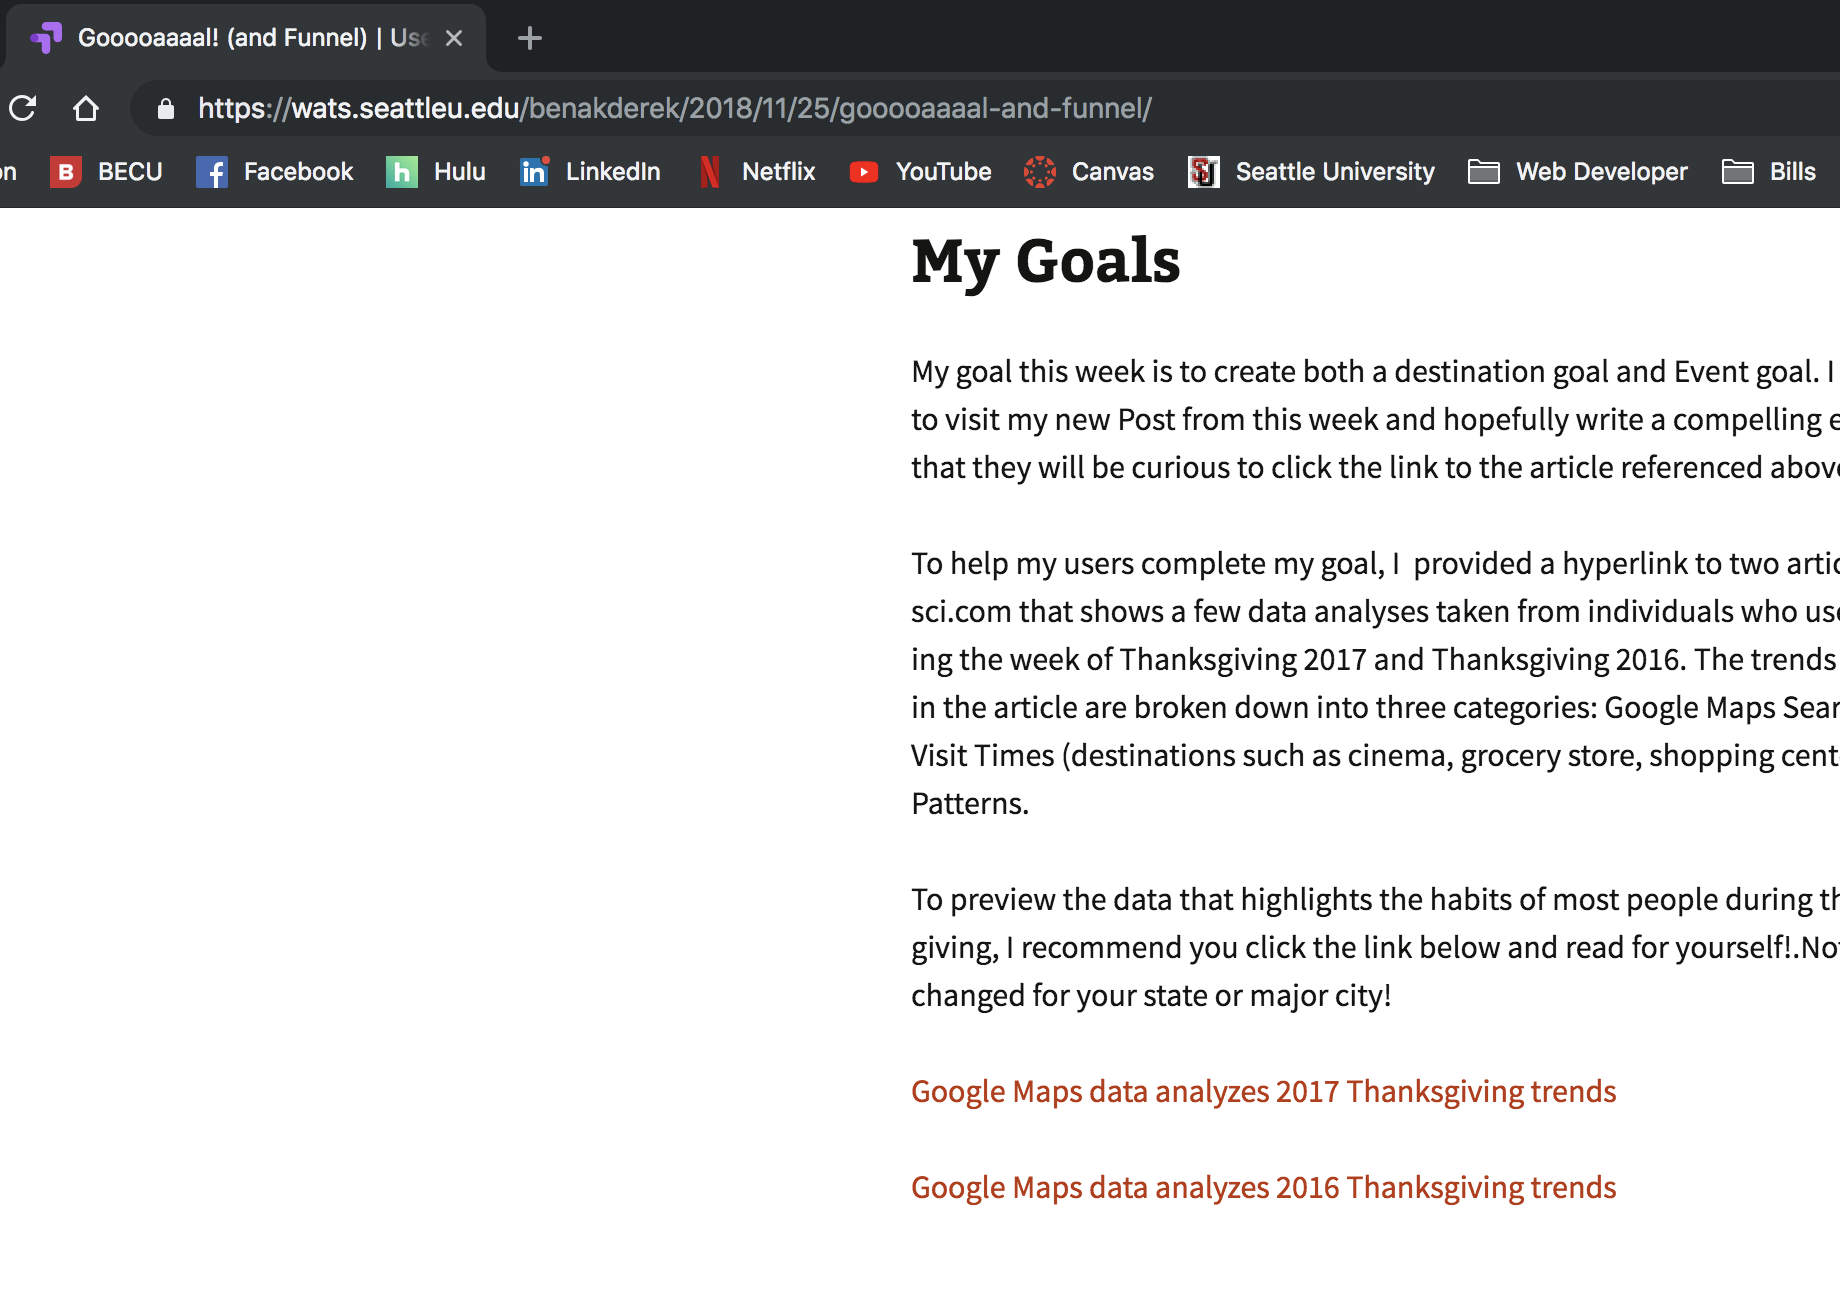 Gooooaaaal! (and Funnel) | Use
https://wats.seattleu.edu/benakderek/2018/11/25/gooooaaaal-and-funnel/
on BECU Facebook Hulu LinkedIn Netflix YouTube Canvas Seattle University Web Developer Bills
My Goals
My goal this week is to create both a destination goal and Event goal. I
to visit my new Post from this week and hopefully write a compelling e
that they will be curious to click the link to the article referenced above
To help my users complete my goal, I  provided a hyperlink to two artic
sci.com that shows a few data analyses taken from individuals who use
ing the week of Thanksgiving 2017 and Thanksgiving 2016. The trends
in the article are broken down into three categories: Google Maps Sear
Visit Times (destinations such as cinema, grocery store, shopping cente
Patterns.
To preview the data that highlights the habits of most people during th
giving, I recommend you click the link below and read for yourself!.Not
changed for your state or major city!
Google Maps data analyzes 2017 Thanksgiving trends
Google Maps data analyzes 2016 Thanksgiving trends